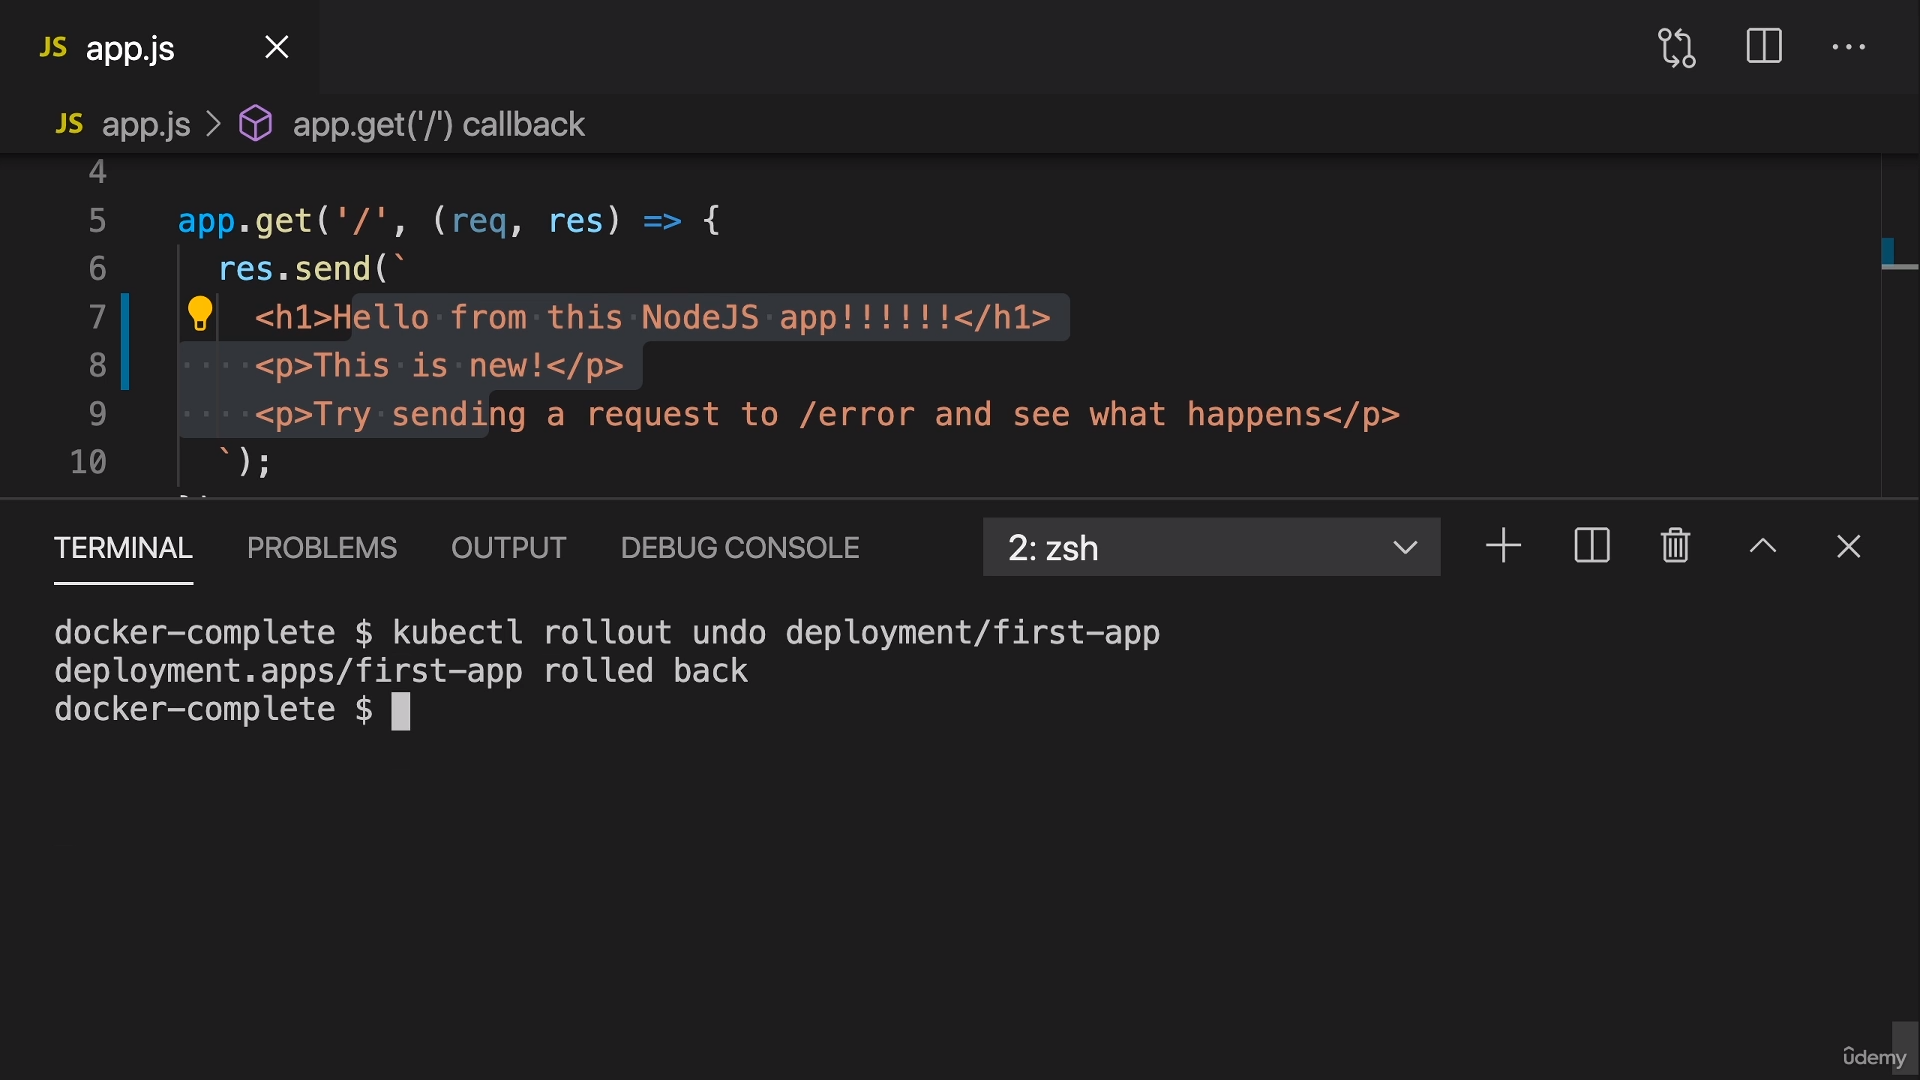 JS app.js
JS app.js > app.get('/') callback
4
5 app.get('/', (req, res) => {
6 res.send(`
7 <h1>Hello from this NodeJS app!!!!!!</h1>
8 <p>This is new!</p>
9 <p>Try sending a request to /error and see what happens</p>
10 `);
TERMINAL PROBLEMS OUTPUT DEBUG CONSOLE 2: zsh
docker-complete $ kubectl rollout undo deployment/first-app
deployment.apps/first-app rolled back
docker-complete $
ûdemy